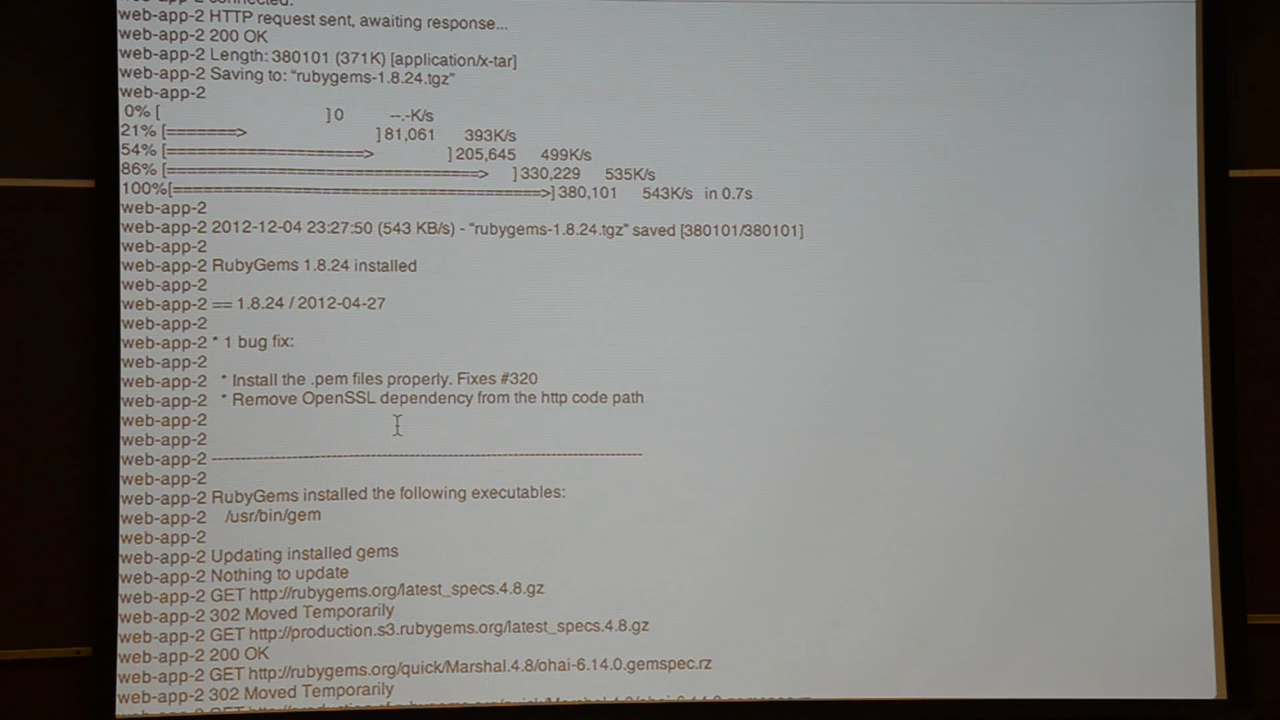 web-app-2 connected.
web-app-2 HTTP request sent, awaiting response...
web-app-2 200 OK
web-app-2 Length: 380101 (371K) [application/x-tar]
web-app-2 Saving to: “rubygems-1.8.24.tgz”
web-app-2
0% [ ] 0 --.-K/s
21% [=======> ] 81,061 393K/s
54% [====================> ] 205,645 499K/s
86% [================================> ] 330,229 535K/s
100%[======================================>] 380,101 543K/s in 0.7s
web-app-2
web-app-2 2012-12-04 23:27:50 (543 KB/s) - “rubygems-1.8.24.tgz” saved [380101/380101]
web-app-2
web-app-2 RubyGems 1.8.24 installed
web-app-2
web-app-2 == 1.8.24 / 2012-04-27
web-app-2
web-app-2 * 1 bug fix:
web-app-2
web-app-2 * Install the .pem files properly. Fixes #320
web-app-2 * Remove OpenSSL dependency from the http code path
web-app-2
web-app-2
web-app-2 ------------------------------------------------------------------------------
web-app-2
web-app-2 RubyGems installed the following executables:
web-app-2 /usr/bin/gem
web-app-2
web-app-2 Updating installed gems
web-app-2 Nothing to update
web-app-2 GET http://rubygems.org/latest_specs.4.8.gz
web-app-2 302 Moved Temporarily
web-app-2 GET http://production.s3.rubygems.org/latest_specs.4.8.gz
web-app-2 200 OK
web-app-2 GET http://rubygems.org/quick/Marshal.4.8/ohai-6.14.0.gemspec.rz
web-app-2 302 Moved Temporarily